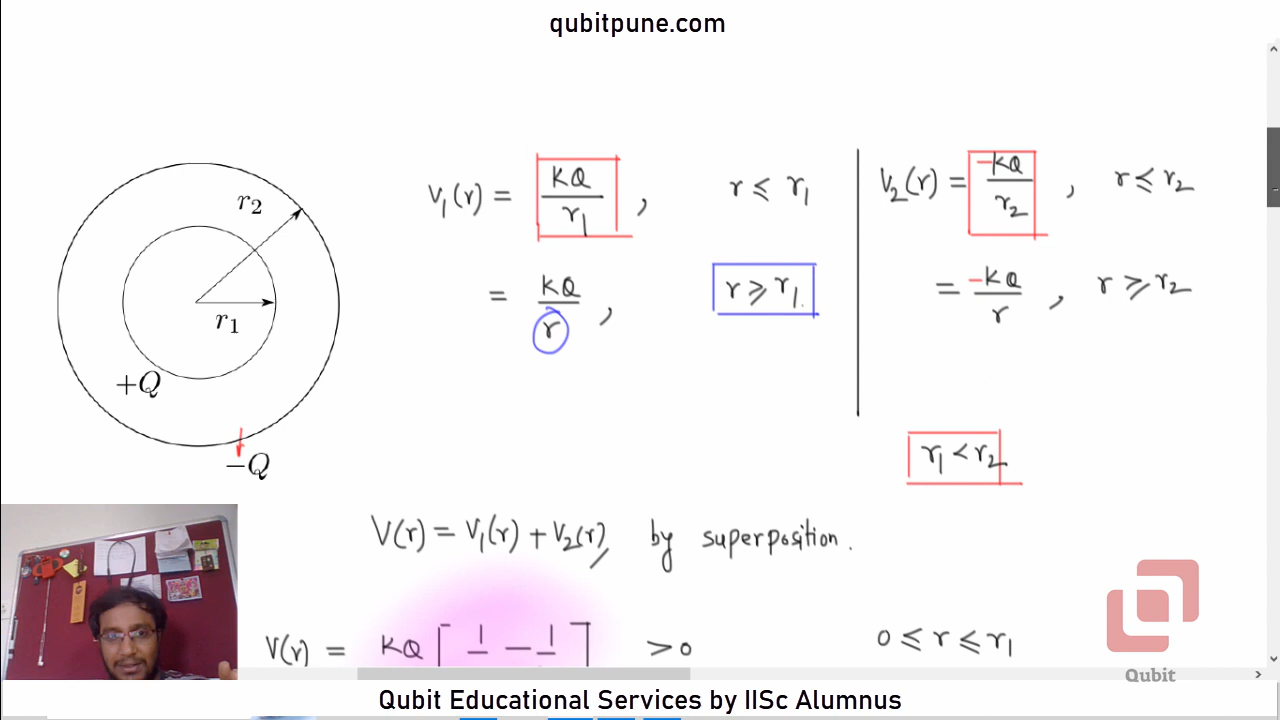 qubitpune.com
r₂
r₁
+Q
−Q
V₁(r) = KQ/r₁ , r ⩽ r₁
= KQ/r , r ⩾ r₁.
V₂(r) = −KQ/r₂ , r ⩽ r₂
= −KQ/r , r ⩾ r₂
r₁ < r₂
V(r) = V₁(r) + V₂(r), by superposition.
V(r) = KQ [ 1 − 1 ] > 0 0 ⩽ r ⩽ r₁
Qubit
Qubit Educational Services by IISc Alumnus